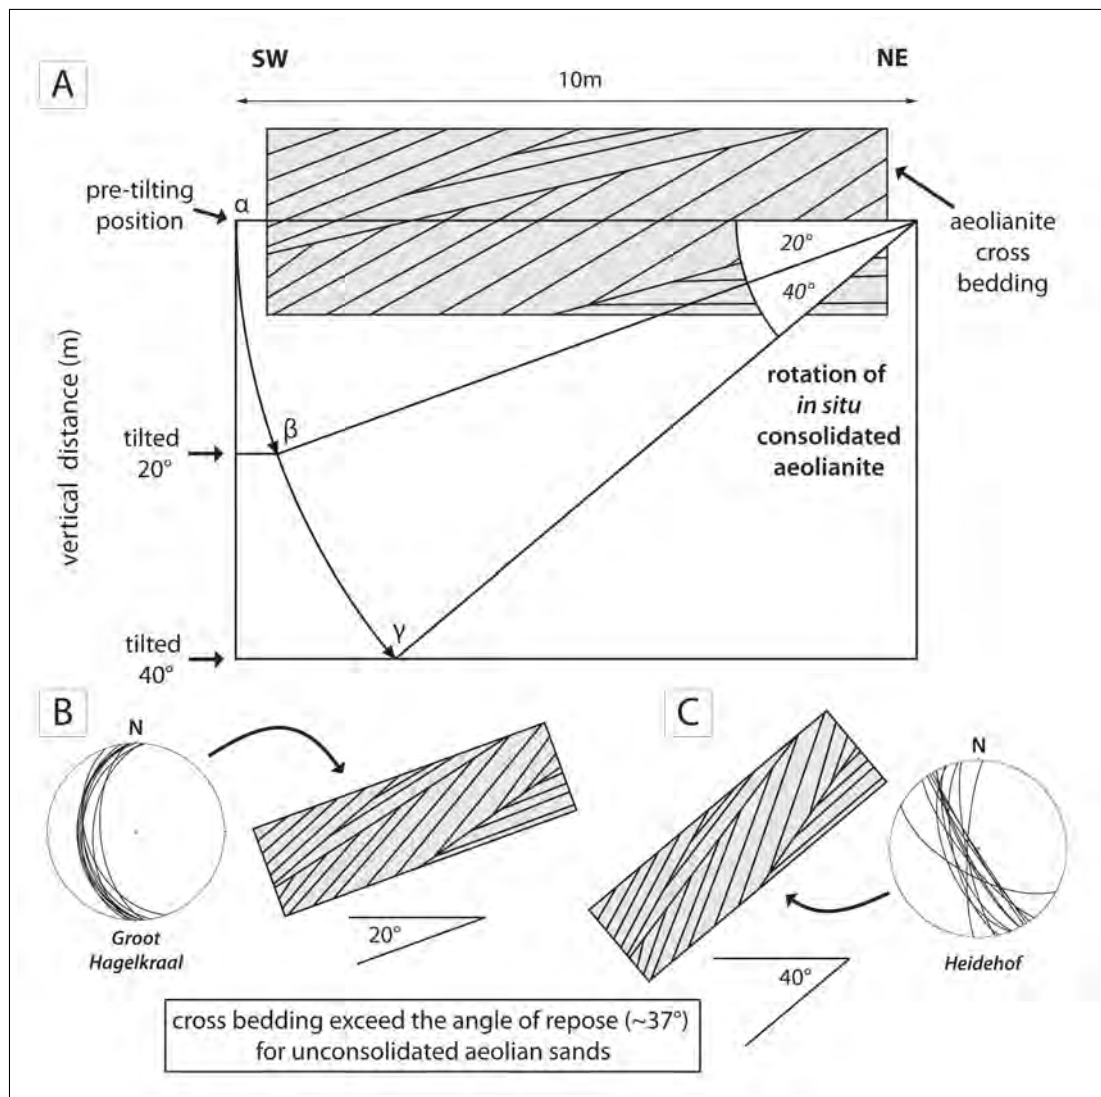 A
SW
NE
10m
pre-tilting
position
α
aeolianite
cross
bedding
20°
40°
rotation of
in situ
consolidated
aeolianite
vertical distance (m)
β
tilted
20°
γ
tilted
40°
B
N
Groot
Hagelkraal
20°
C
N
Heidehof
40°
cross bedding exceed the angle of repose (~37°)
for unconsolidated aeolian sands